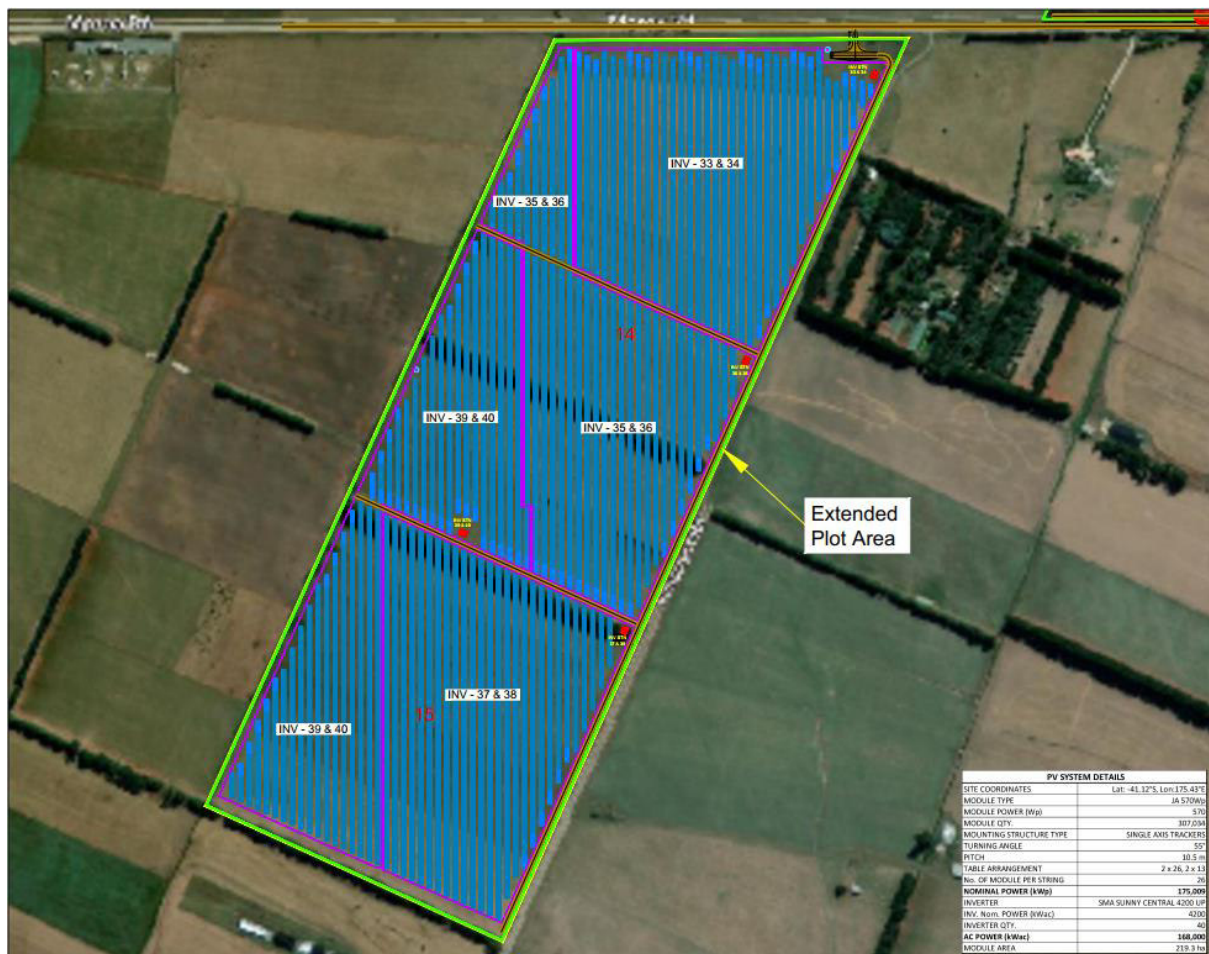 INV - 33 & 34
INV - 35 & 36
14
INV - 39 & 40
INV - 35 & 36
Extended
Plot Area
INV - 37 & 38
15
INV - 39 & 40
PV SYSTEM DETAILS
SITE COORDINATES Lat: -41.12°S, Lon:175.43°E
MODULE TYPE JA 570Wp
MODULE POWER (Wp) 570
MODULE QTY. 307,034
MOUNTING STRUCTURE TYPE SINGLE AXIS TRACKERS
TURNING ANGLE 55°
PITCH 10.5 m
TABLE ARRANGEMENT 2 x 26, 2 x 13
No. OF MODULE PER STRING 26
NOMINAL POWER (kWp) 175,009
INVERTER SMA SUNNY CENTRAL 4200 UP
INV. Nom. POWER (kWac) 4200
INVERTER QTY. 40
AC POWER (kWac) 168,000
MODULE AREA 219.3 ha